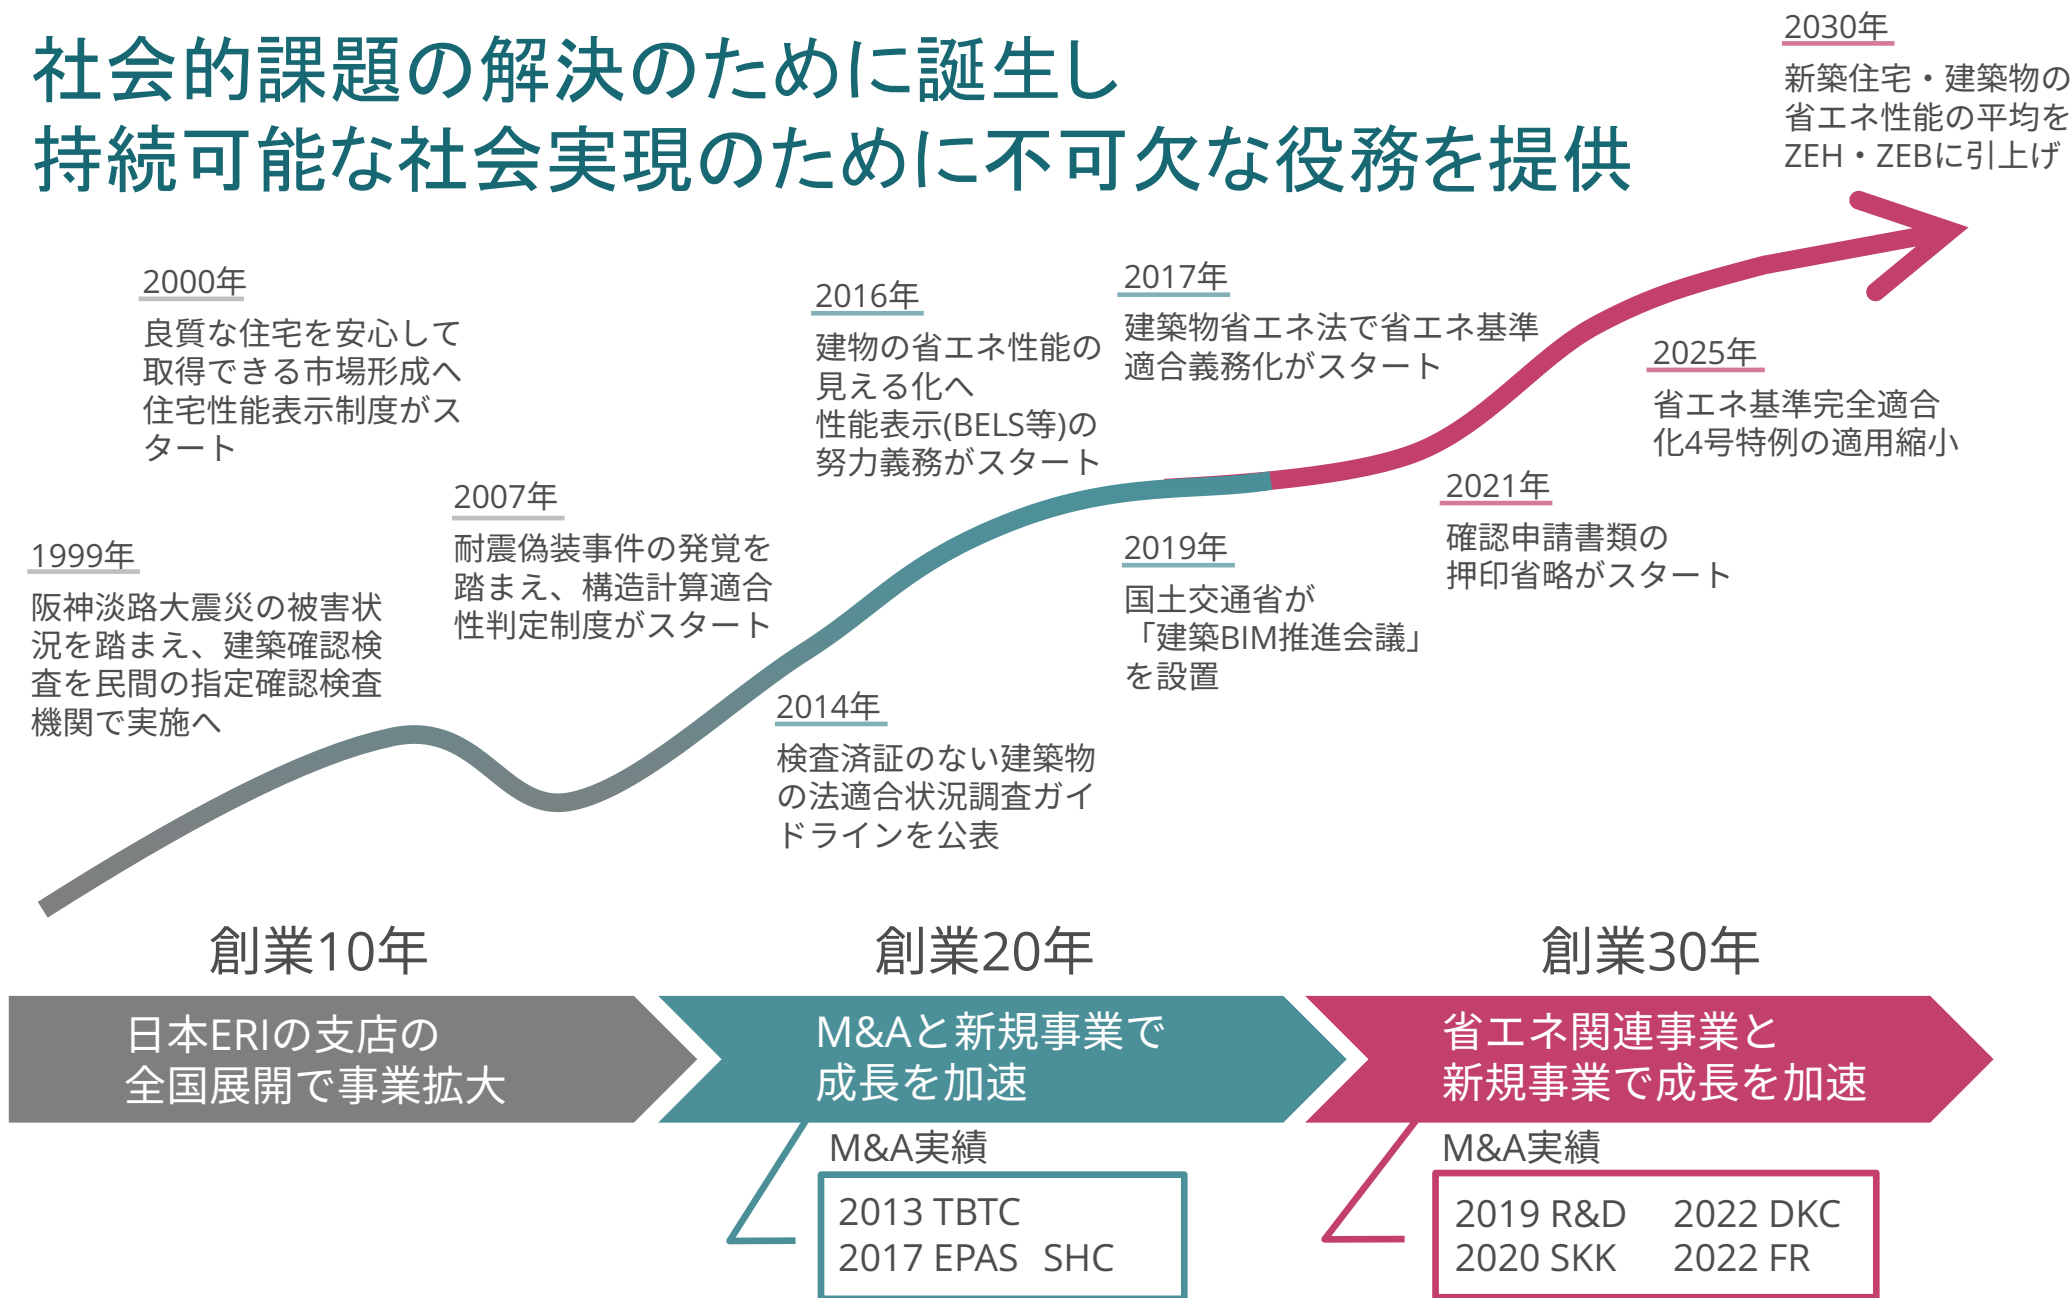 社会的課題の解決のために誕生し
持続可能な社会実現のために不可欠な役務を提供
2030年
新築住宅・建築物の
省エネ性能の平均を
ZEH・ZEBに引上げ
2000年
良質な住宅を安心して
取得できる市場形成へ
住宅性能表示制度がス
タート
2016年
建物の省エネ性能の
見える化へ
性能表示(BELS等)の
努力義務がスタート
2017年
建築物省エネ法で省エネ基準
適合義務化がスタート
2025年
省エネ基準完全適合
化4号特例の適用縮小
2007年
耐震偽装事件の発覚を
踏まえ、構造計算適合
性判定制度がスタート
2021年
確認申請書類の
押印省略がスタート
1999年
阪神淡路大震災の被害状
況を踏まえ、建築確認検
査を民間の指定確認検査
機関で実施へ
2019年
国土交通省が
「建築BIM推進会議」
を設置
2014年
検査済証のない建築物
の法適合状況調査ガイ
ドラインを公表
創業10年
日本ERIの支店の
全国展開で事業拡大
創業20年
M&Aと新規事業で
成長を加速
M&A実績
2013 TBTC
2017 EPAS SHC
創業30年
省エネ関連事業と
新規事業で成長を加速
M&A実績
2019 R&D 2022 DKC
2020 SKK 2022 FR